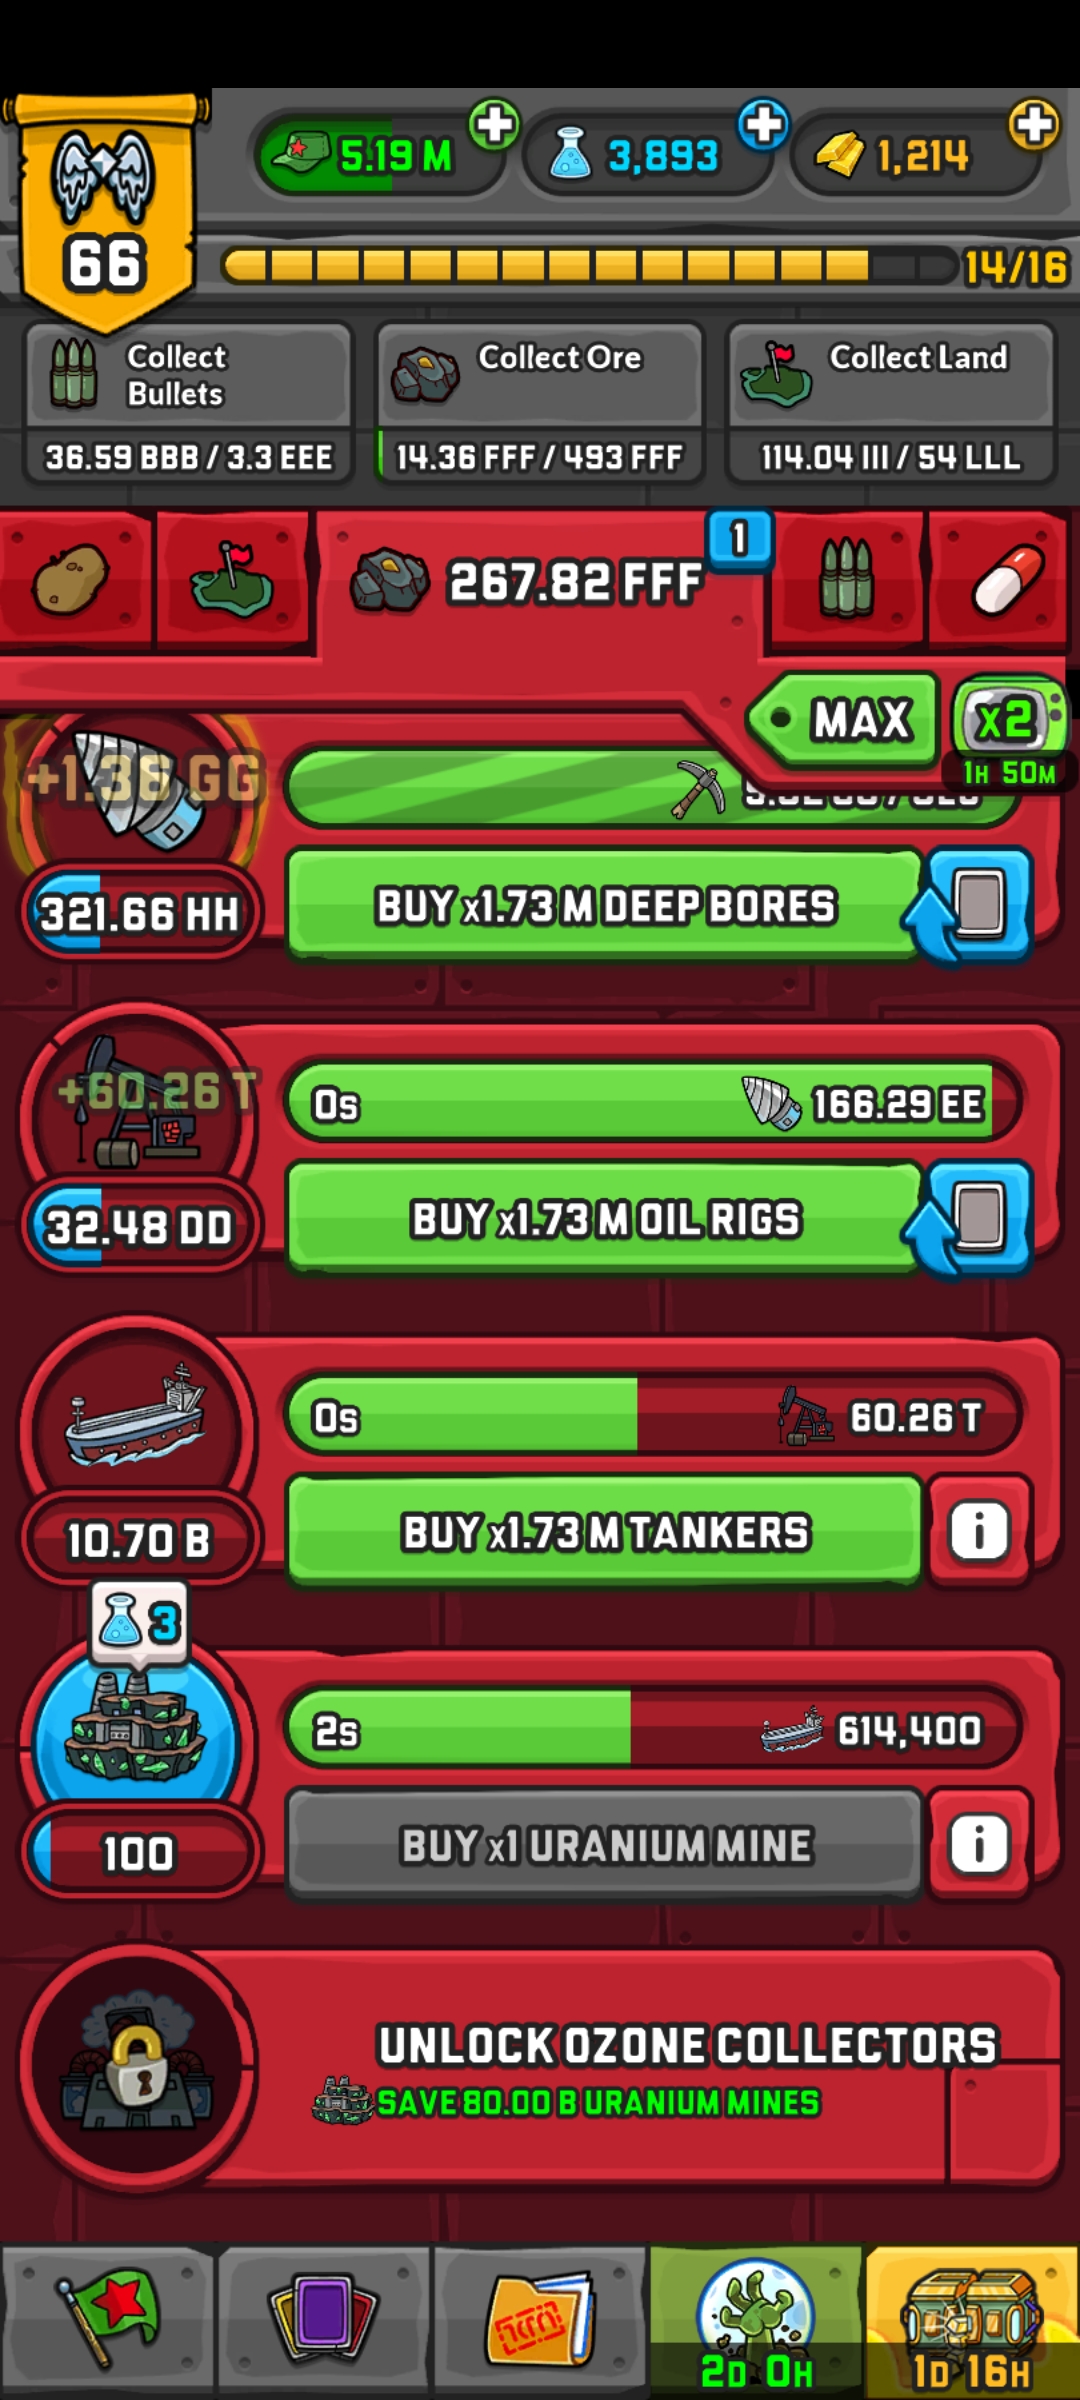 5.19 M
3,893
1,214
66
14/16
Collect
Bullets
Collect Ore
Collect Land
36.59 BBB / 3.3 EEE
14.36 FFF / 493 FFF
114.04 III / 54 LLL
267.82 FFF
1
MAX
x2
1H 50M
+1.36 GG
321.66 HH
BUY x1.73 M DEEP BORES
+60.26 T
0s
166.29 EE
32.48 DD
BUY x1.73 M OIL RIGS
0s
60.26 T
10.70 B
BUY x1.73 M TANKERS
i
3
2s
614,400
100
BUY x1 URANIUM MINE
i
UNLOCK OZONE COLLECTORS
SAVE 80.00 B URANIUM MINES
2D 0H
1D 16H